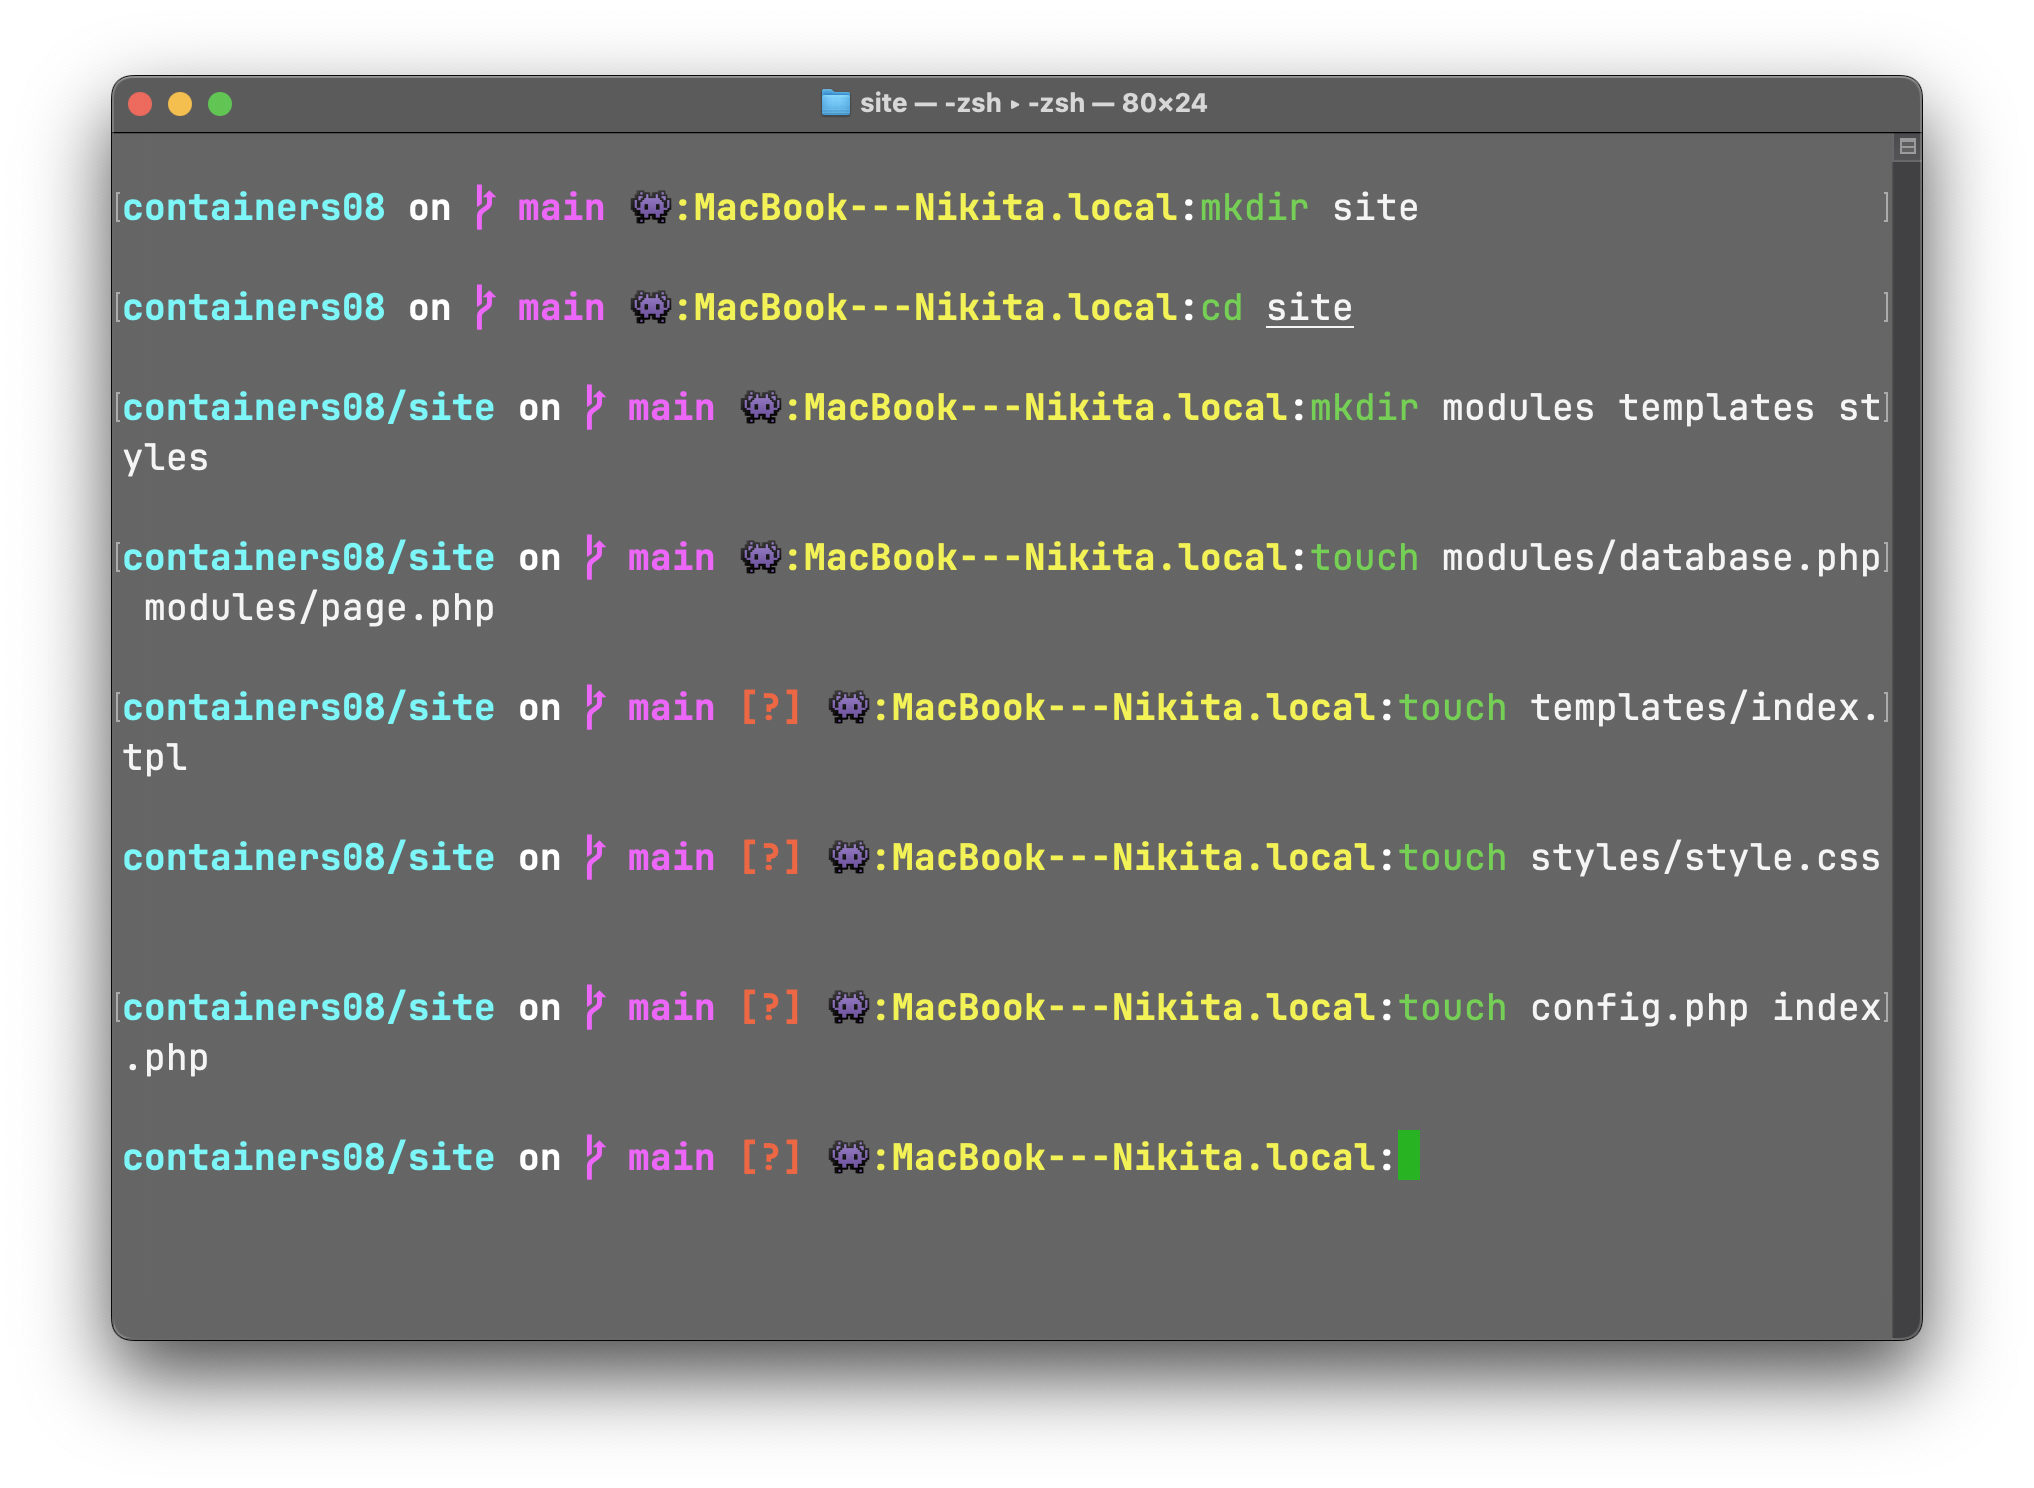 site — -zsh ▸ -zsh — 80×24
containers08 on main 👾:MacBook---Nikita.local:mkdir site
containers08 on main 👾:MacBook---Nikita.local:cd site
containers08/site on main 👾:MacBook---Nikita.local:mkdir modules templates st
yles
containers08/site on main 👾:MacBook---Nikita.local:touch modules/database.php
modules/page.php
containers08/site on main [?] 👾:MacBook---Nikita.local:touch templates/index.
tpl
containers08/site on main [?] 👾:MacBook---Nikita.local:touch styles/style.css
containers08/site on main [?] 👾:MacBook---Nikita.local:touch config.php index
.php
containers08/site on main [?] 👾:MacBook---Nikita.local: